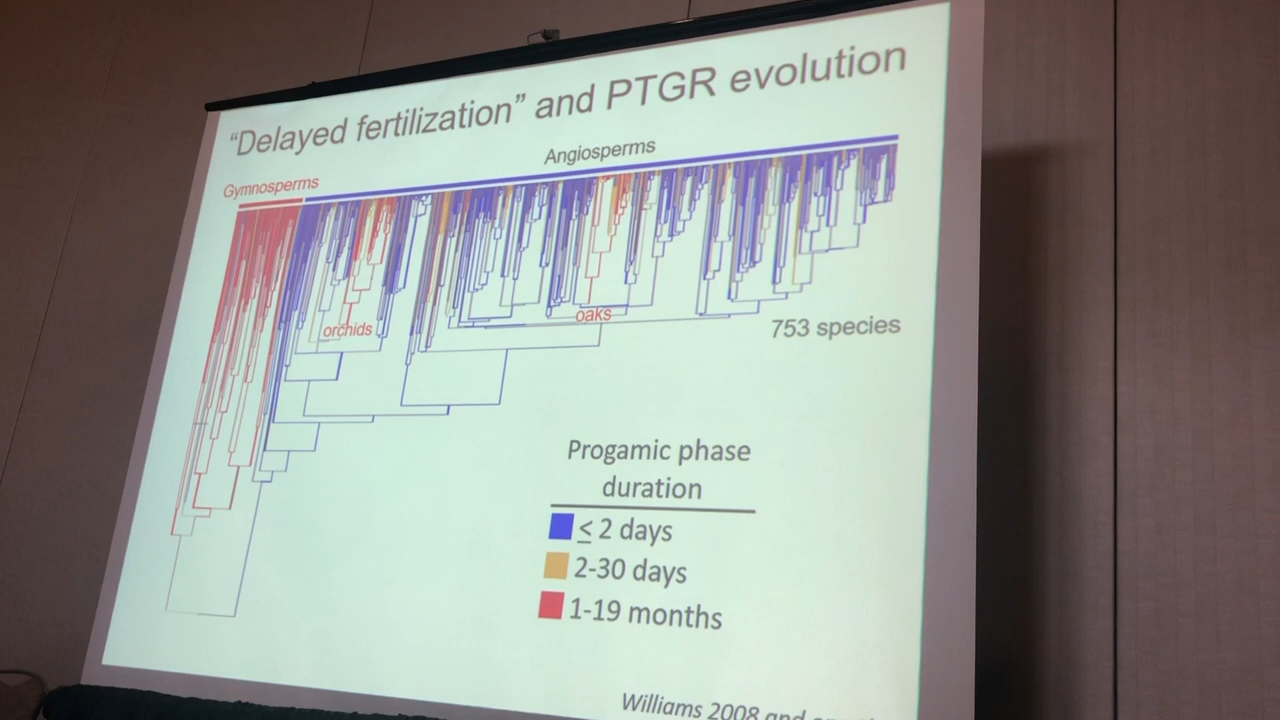 “Delayed fertilization” and PTGR evolution
Angiosperms
Gymnosperms
orchids
oaks
753 species
Progamic phase
duration
≤ 2 days
2-30 days
1-19 months
Williams 2008 and